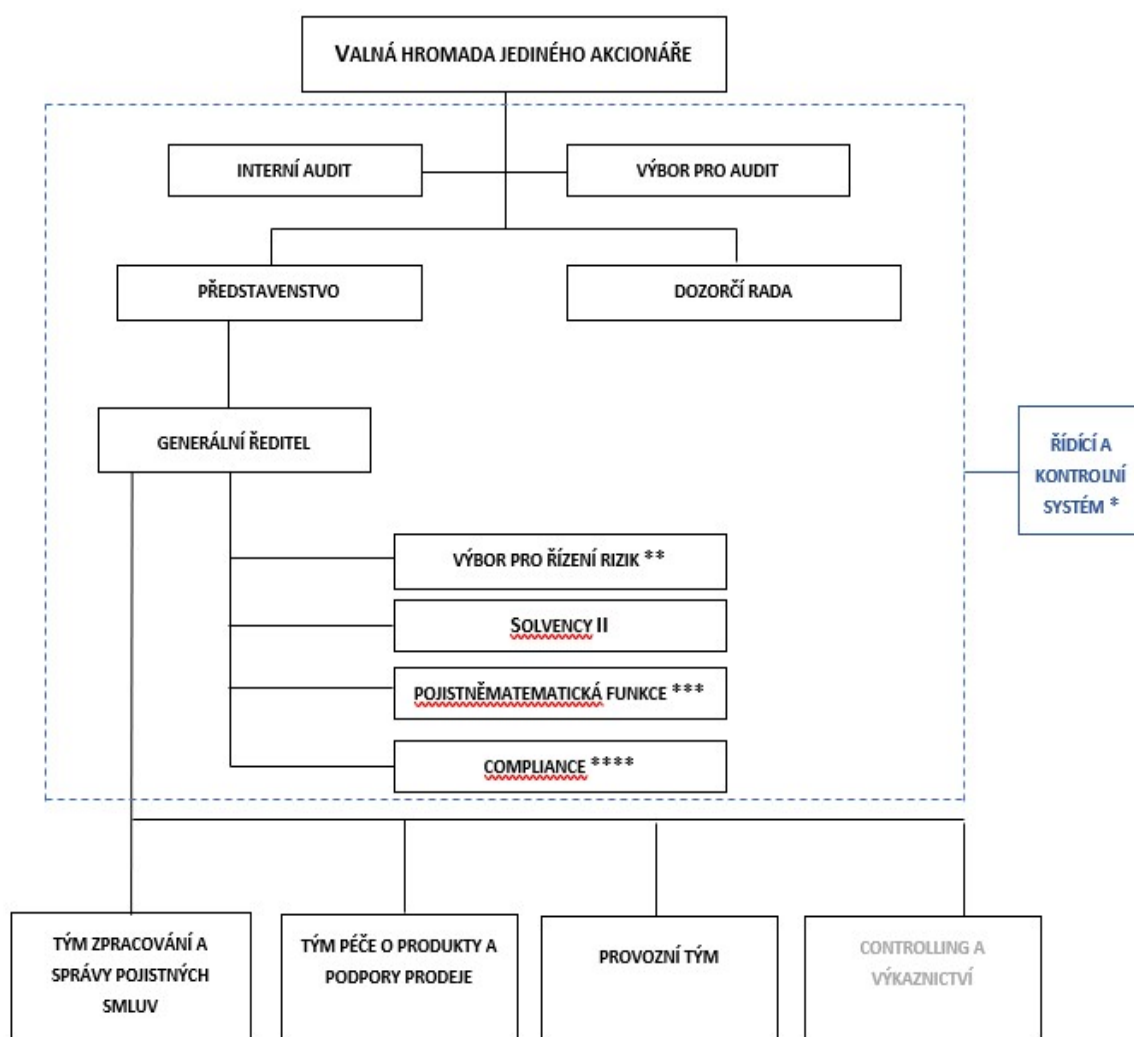 VALNÁ HROMADA JEDINÉHO AKCIONÁŘE
INTERNÍ AUDIT
VÝBOR PRO AUDIT
PŘEDSTAVENSTVO
DOZORČÍ RADA
GENERÁLNÍ ŘEDITEL
ŘÍDÍCÍ A
KONTROLNÍ
SYSTÉM *
VÝBOR PRO ŘÍZENÍ RIZIK **
SOLVENCY II
POJISTNĚMATEMATICKÁ FUNKCE ***
COMPLIANCE ****
TÝM ZPRACOVÁNÍ A
SPRÁVY POJISTNÝCH
SMLUV
TÝM PÉČE O PRODUKTY A
PODPORY PRODEJE
PROVOZNÍ TÝM
CONTROLLING A
VÝKAZNICTVÍ